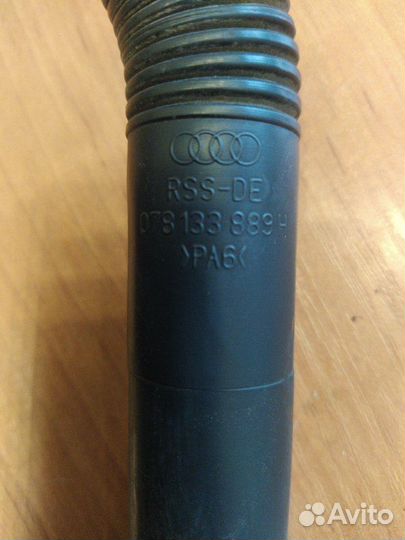 RSS-DE
078 133 889 H
>PA6<
Avito